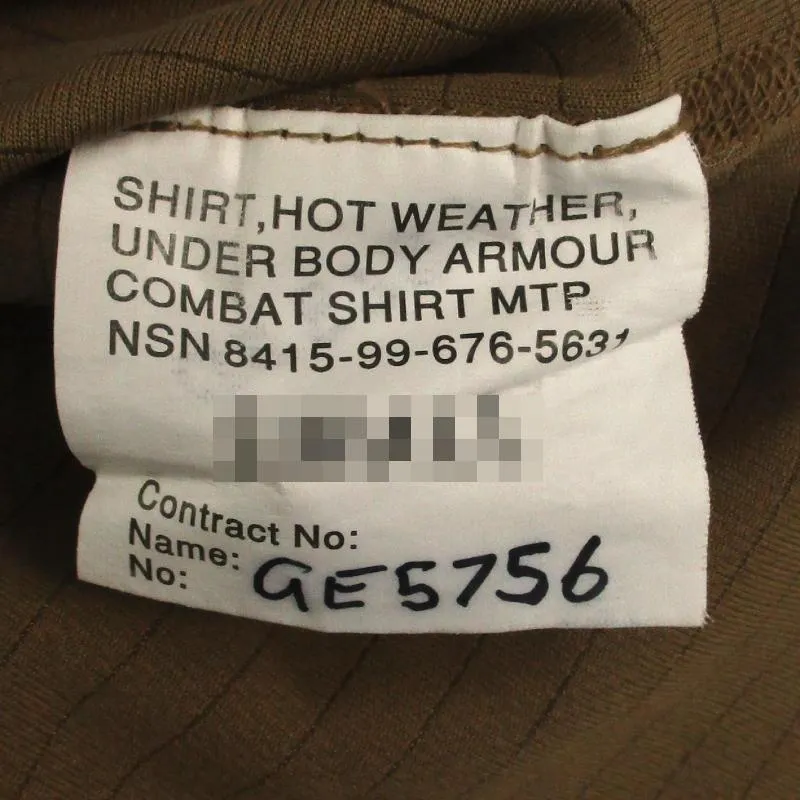 SHIRT,HOT WEATHER,
UNDER BODY ARMOUR
COMBAT SHIRT MTP
NSN 8415-99-676-5631
Contract No:
Name:
No: GE5756